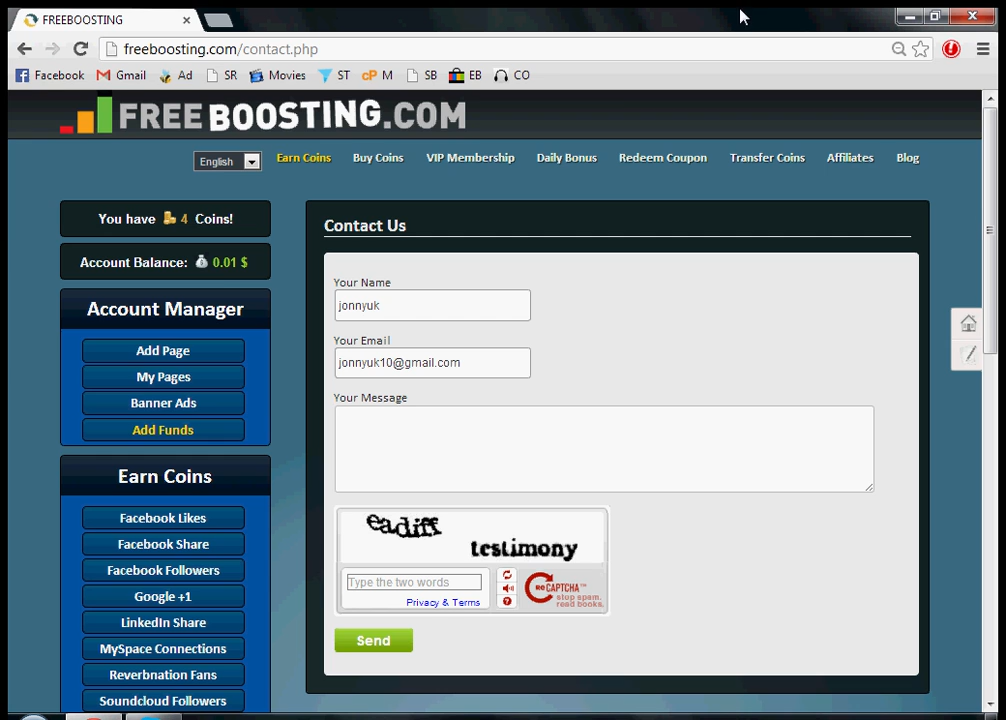 FREEBOOSTING
freeboosting.com/contact.php
Facebook Gmail Ad SR Movies ST cP M SB EB CO
FREEBOOSTING.COM
English Earn Coins Buy Coins VIP Membership Daily Bonus Redeem Coupon Transfer Coins Affiliates Blog
You have 4 Coins!
Account Balance: 0.01 $
Account Manager
Add Page
My Pages
Banner Ads
Add Funds
Earn Coins
Facebook Likes
Facebook Share
Facebook Followers
Google +1
LinkedIn Share
MySpace Connections
Reverbnation Fans
Soundcloud Followers
Contact Us
Your Name
jonnyuk
Your Email
jonnyuk10@gmail.com
Your Message
eadiff testimony
Type the two words
Privacy & Terms
reCAPTCHA™
stop spam.
read books.
Send